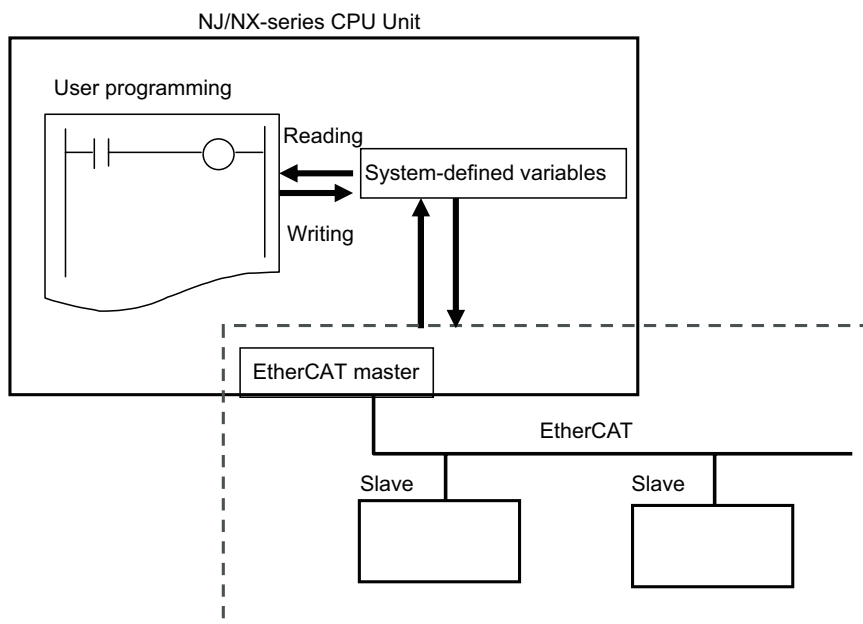 NJ/NX-series CPU Unit
User programming
Reading
System-defined variables
Writing
EtherCAT master
EtherCAT
Slave
Slave